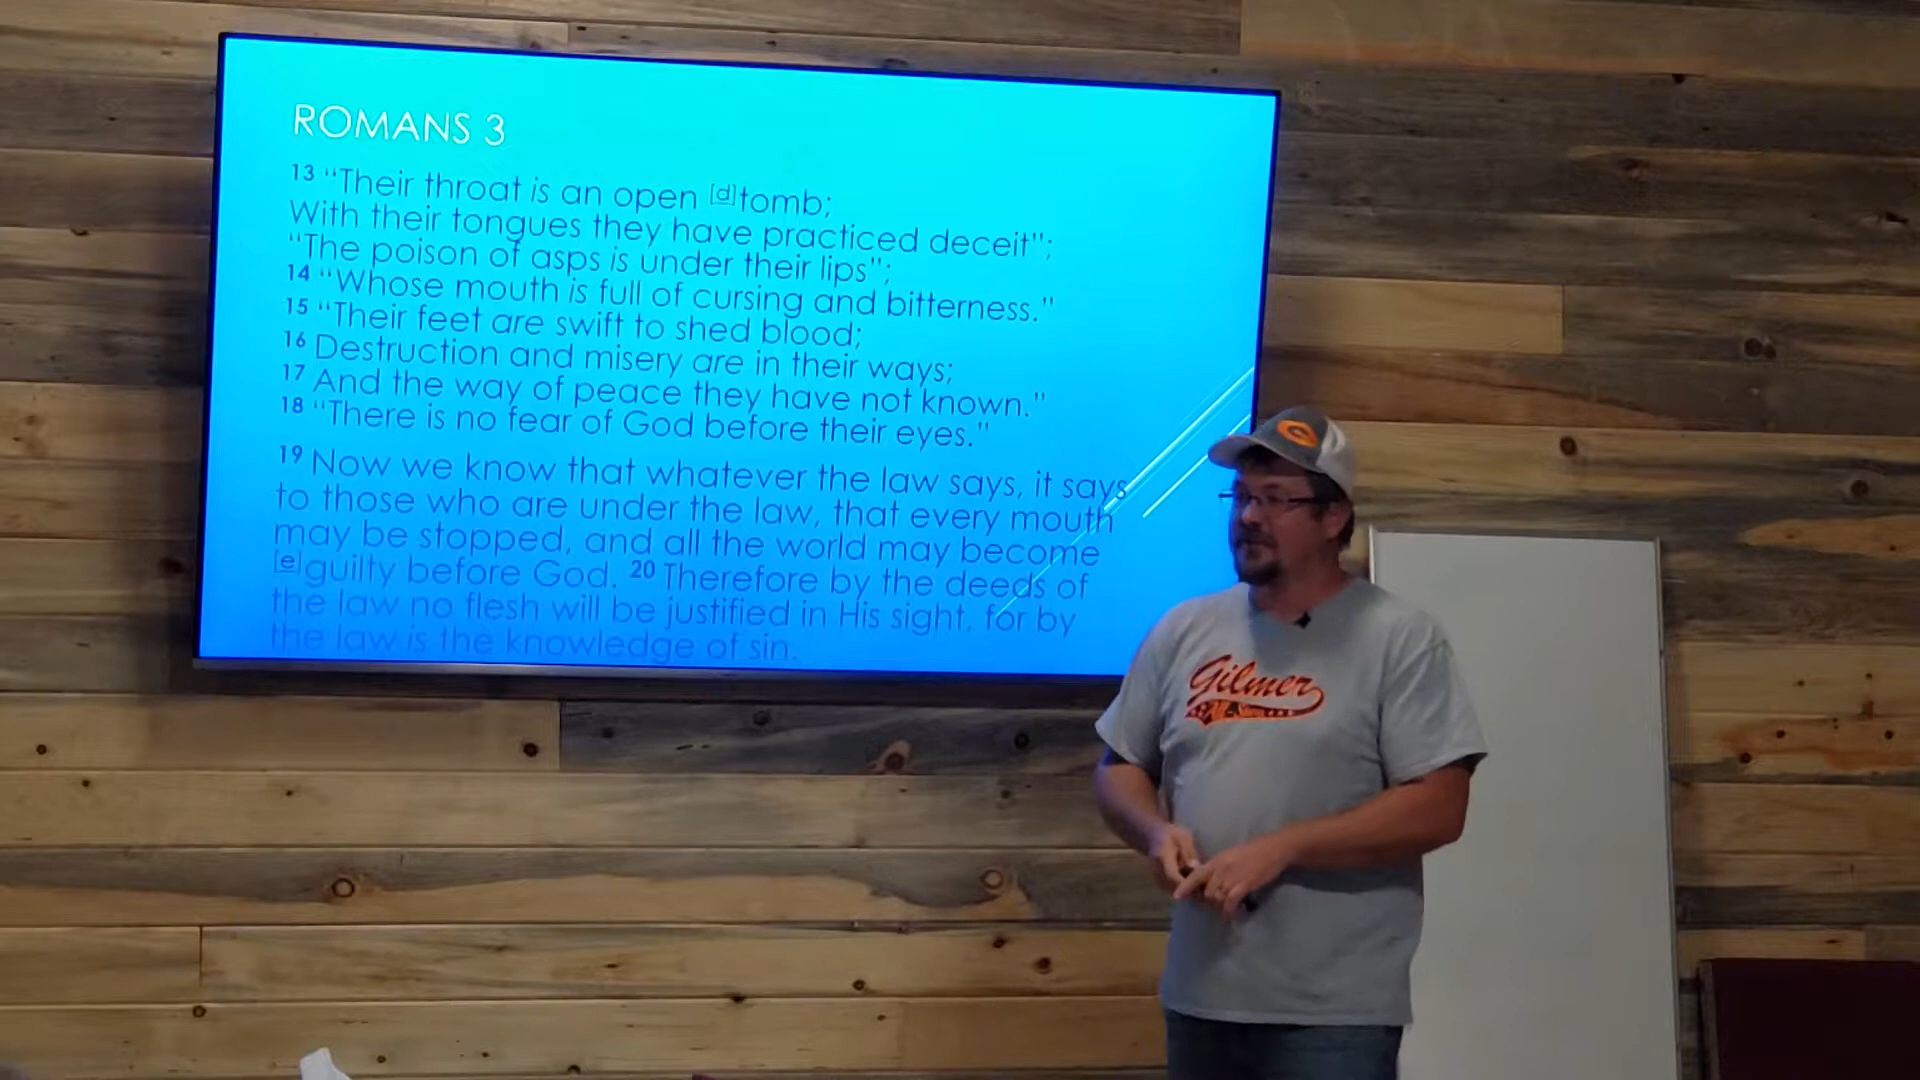 ROMANS 3
13 “Their throat is an open [d]tomb;
With their tongues they have practiced deceit”;
“The poison of asps is under their lips”;
14 “Whose mouth is full of cursing and bitterness.”
15 “Their feet are swift to shed blood;
16 Destruction and misery are in their ways;
17 And the way of peace they have not known.”
18 “There is no fear of God before their eyes.”
19 Now we know that whatever the law says, it says
to those who are under the law, that every mouth
may be stopped, and all the world may become
[e]guilty before God. 20 Therefore by the deeds of
the law no flesh will be justified in His sight, for by
the law is the knowledge of sin.
Gilmer